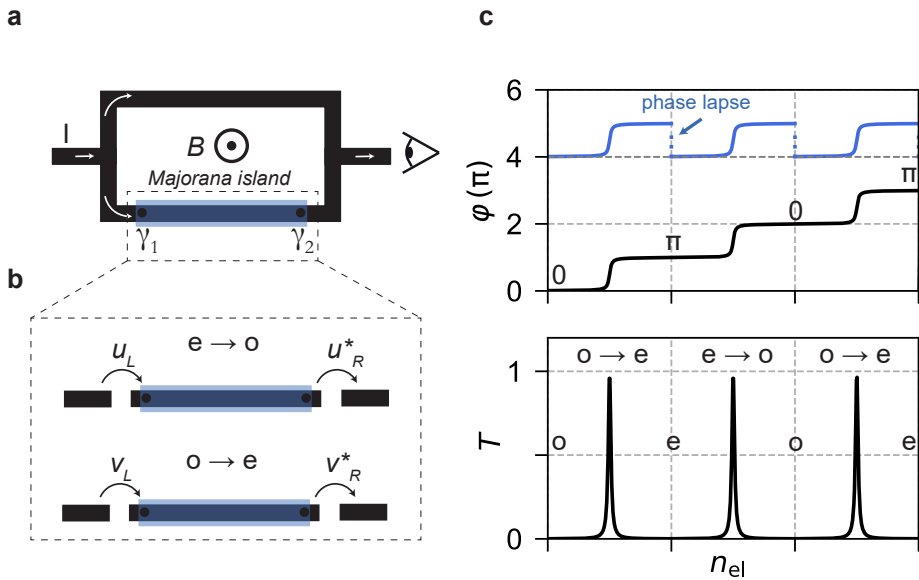 a
I
B
Majorana island
γ₁ γ₂
b
e → o
u_L u*_R
o → e
v_L v*_R
c
phase lapse
φ (π)
6
4
2
0
0
π
0
π
T
1
0
o → e e → o o → e
o e o e
n_el